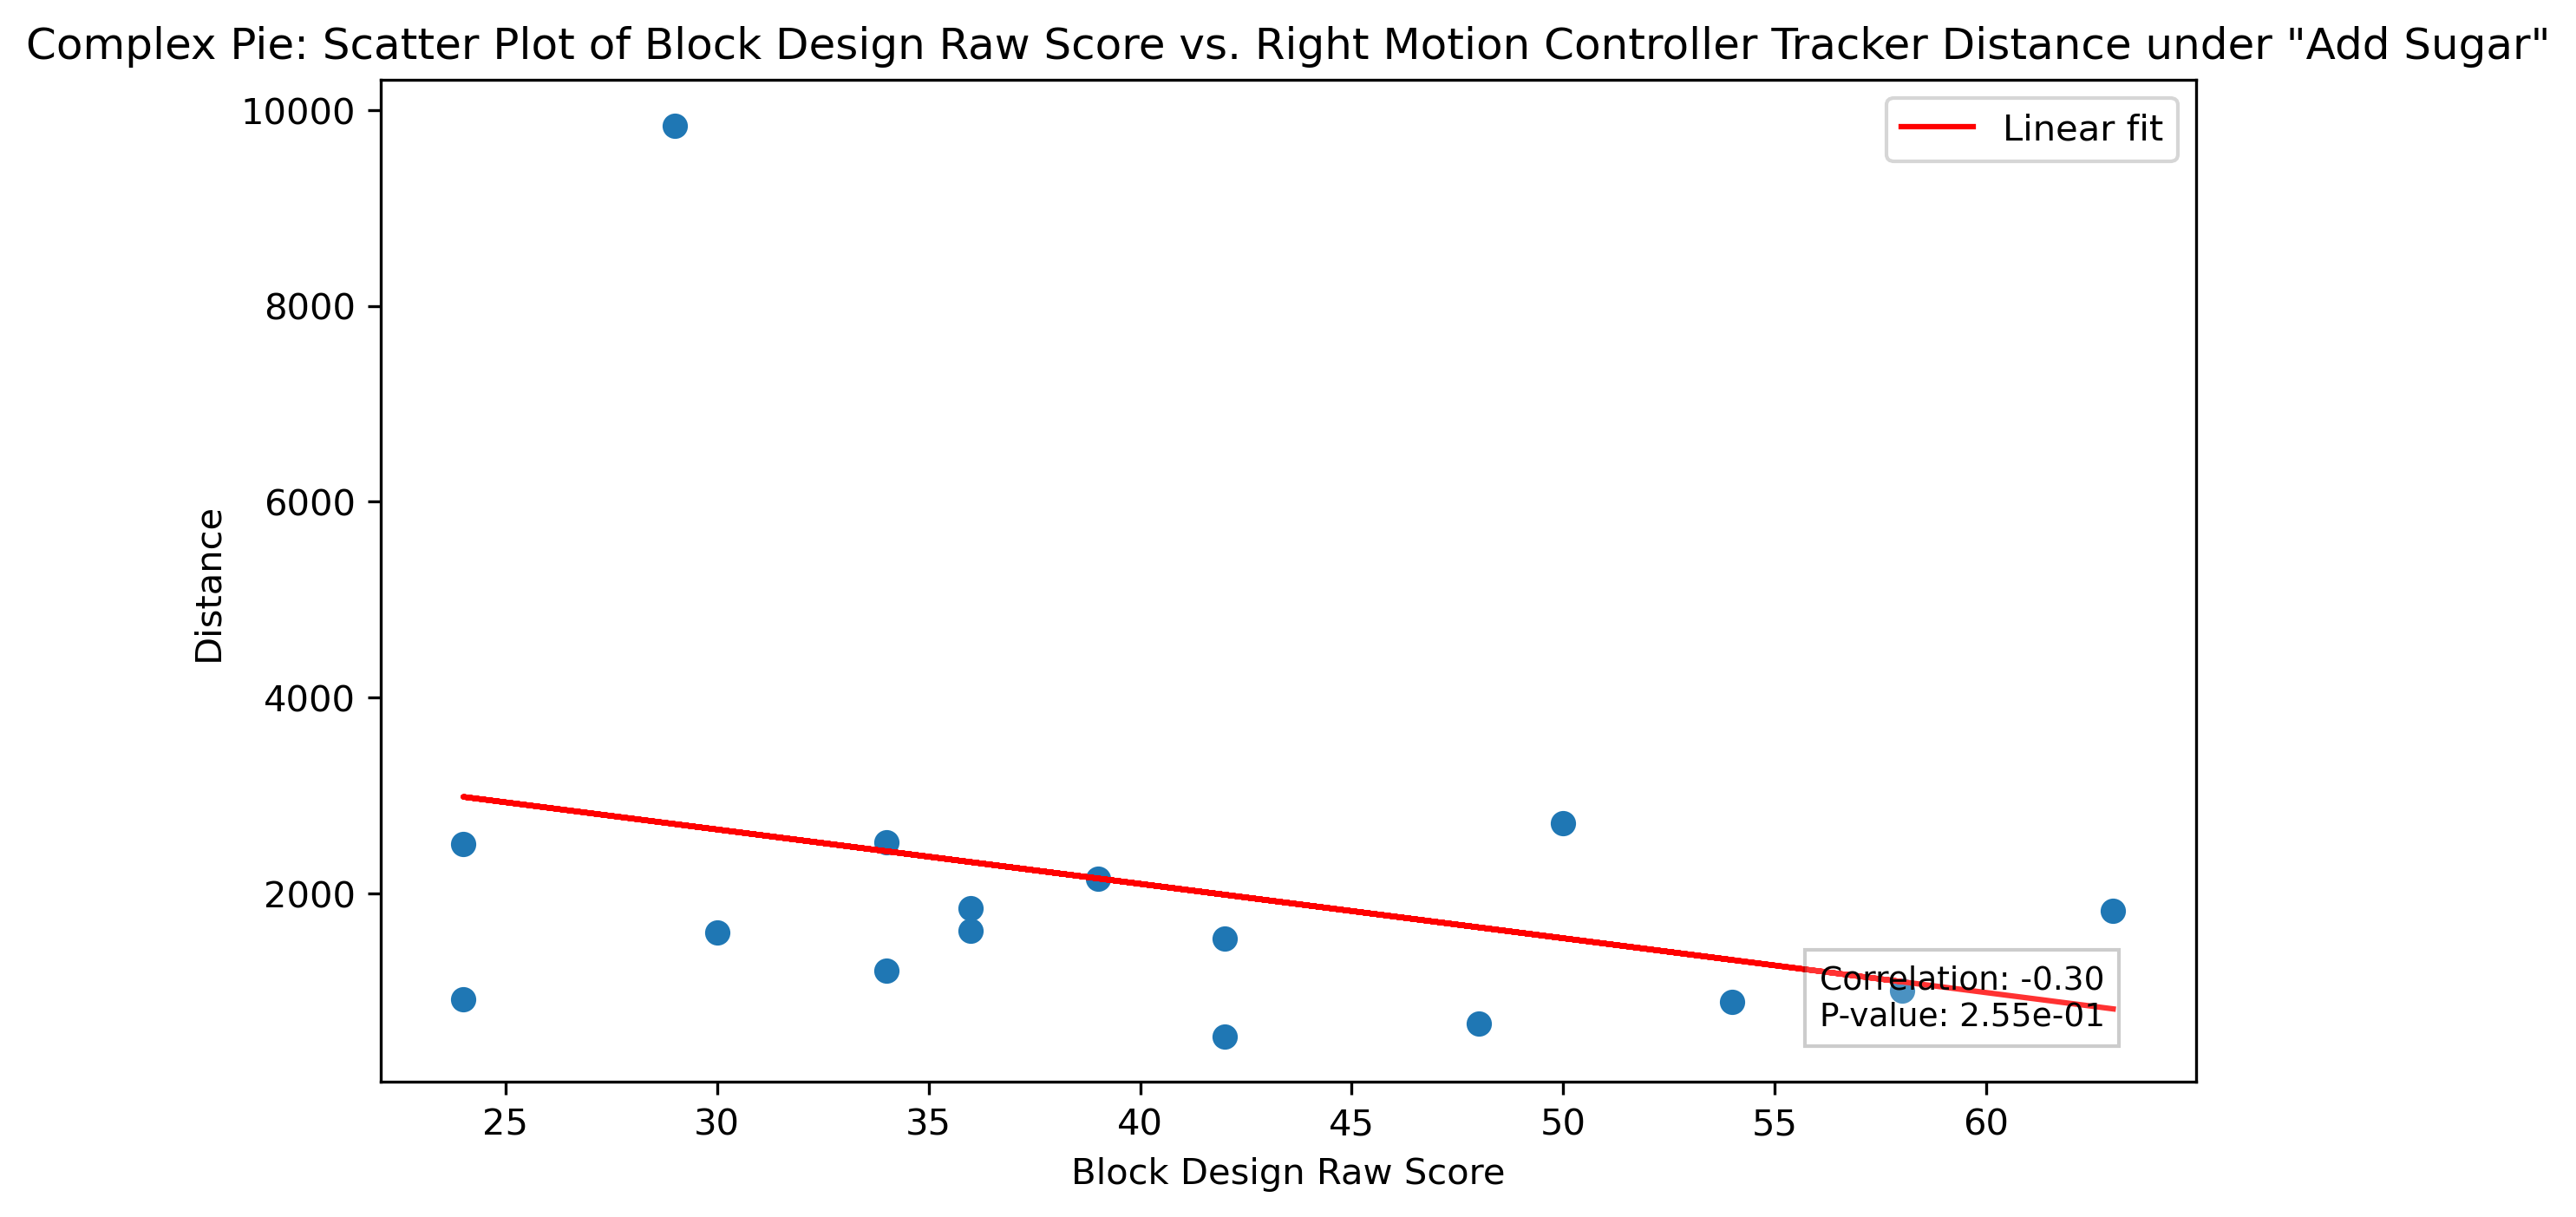 Complex Pie: Scatter Plot of Block Design Raw Score vs. Right Motion Controller Tracker Distance under "Add Sugar"
Linear fit
10000
8000
6000
4000
2000
Distance
Correlation: -0.30
P-value: 2.55e-01
25 30 35 40 45 50 55 60
Block Design Raw Score